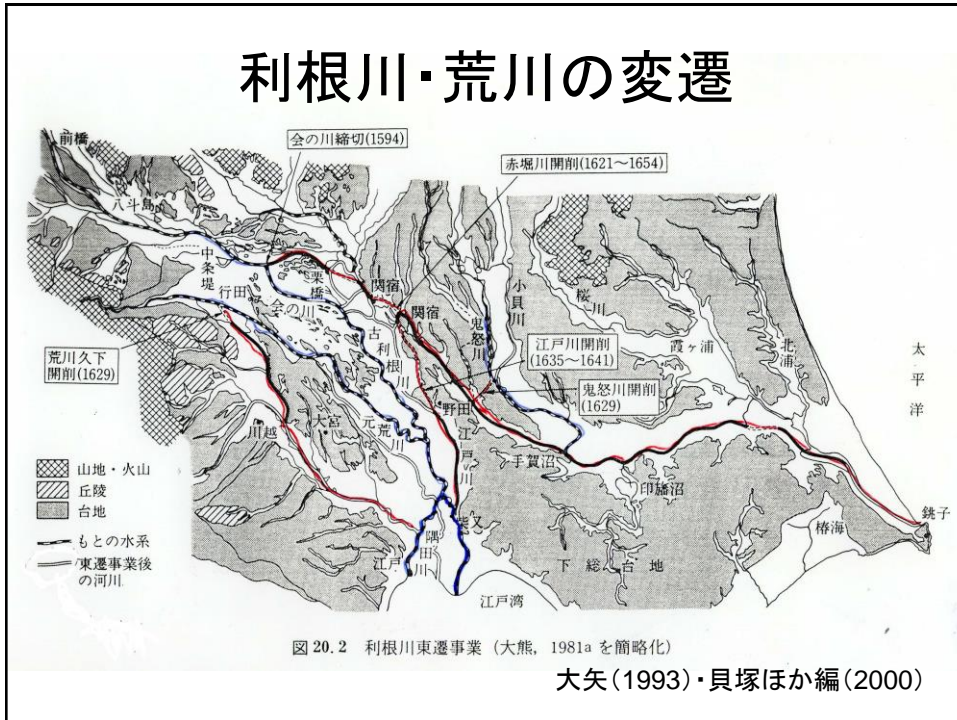 利根川・荒川の変遷
会の川締切(1594)
前橋
赤堀川開削(1621〜1654)
八斗島
中条堤
栗橋
関宿
行田
会の川
関宿
鬼怒川
小貝川
桜川
古利根川
江戸川開削
(1635〜1641)
霞ヶ浦
北浦
太平洋
荒川久下
開削(1629)
鬼怒川開削
(1629)
野田
江戸川
大宮
元荒川
川越
手賀沼
印旛沼
山地・火山
丘陵
台地
もとの水系
東遷事業後
の河川
銚子
椿海
隅田川
江戸
下総台地
江戸湾
図20.2 利根川東遷事業（大熊，1981aを簡略化）
大矢(1993)・貝塚ほか編(2000)